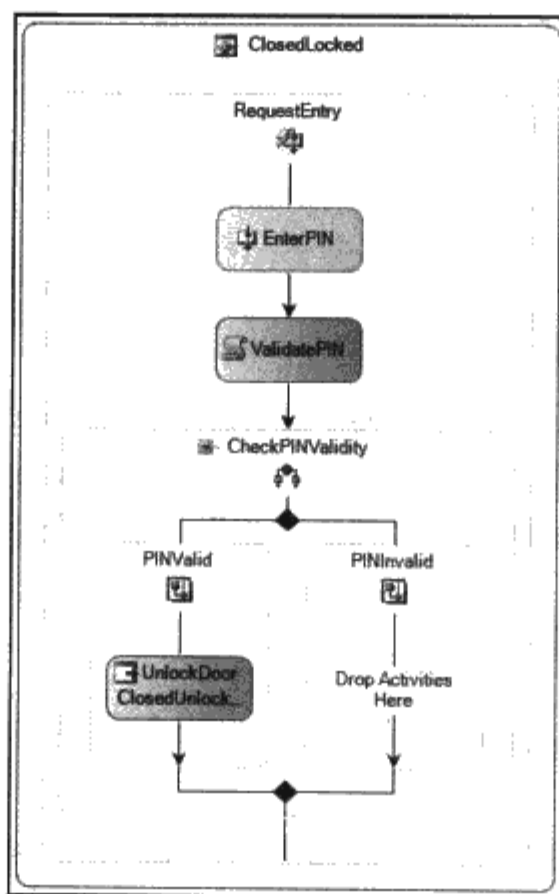 ClosedLocked
RequestEntry
EnterPIN
ValidatePIN
CheckPINValidity
PINValid
PINInvalid
UnlockDoor
ClosedUnlock...
Drop Activities
Here